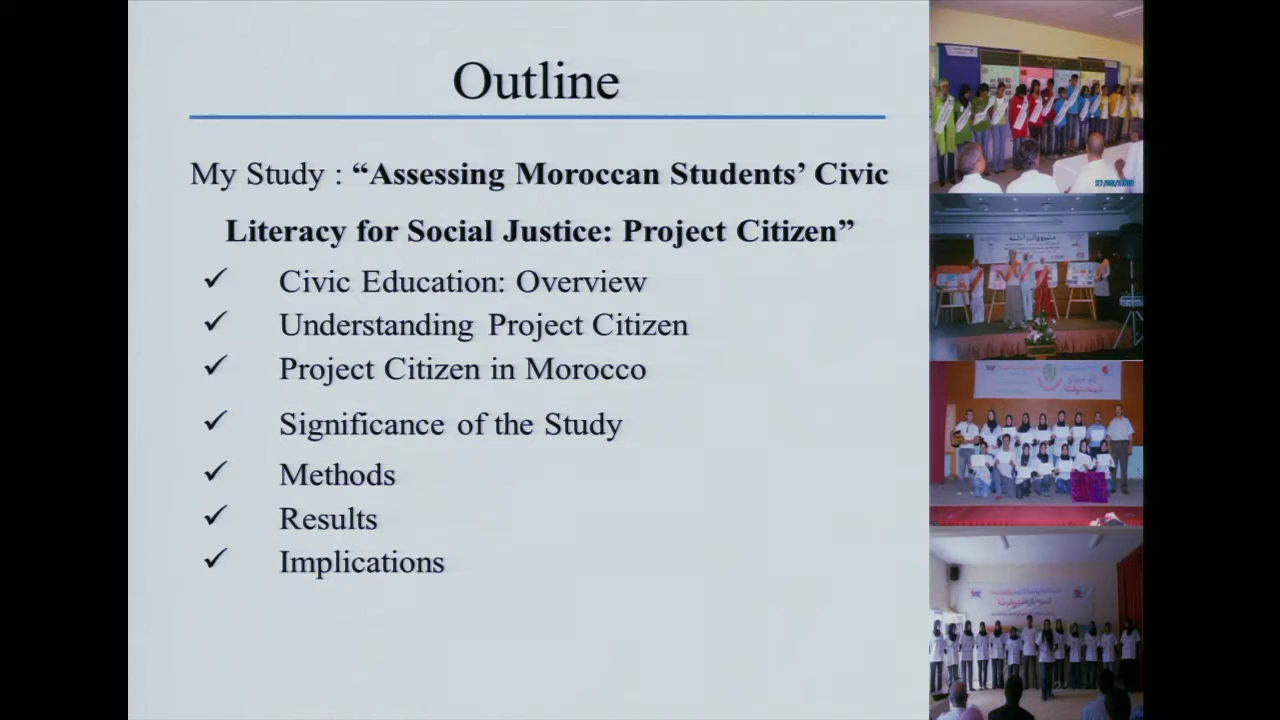 Outline
My Study : “Assessing Moroccan Students’ Civic
Literacy for Social Justice: Project Citizen”
✓ Civic Education: Overview
✓ Understanding Project Citizen
✓ Project Citizen in Morocco
✓ Significance of the Study
✓ Methods
✓ Results
✓ Implications